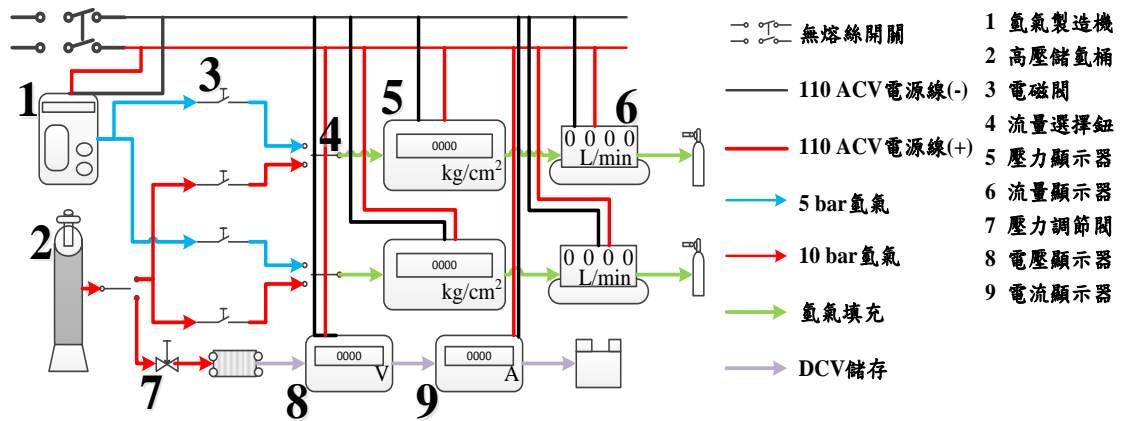 1
2
3
4
5
6
7
8
9
0000
kg/cm²
0 0 0 0
L/min
0000
kg/cm²
0 0 0 0
L/min
0000
V
0000
A
無熔絲開關
110 ACV電源線(-)
110 ACV電源線(+)
5 bar氫氣
10 bar氫氣
氫氣填充
DCV儲存
1 氫氣製造機
2 高壓儲氫桶
3 電磁閥
4 流量選擇鈕
5 壓力顯示器
6 流量顯示器
7 壓力調節閥
8 電壓顯示器
9 電流顯示器